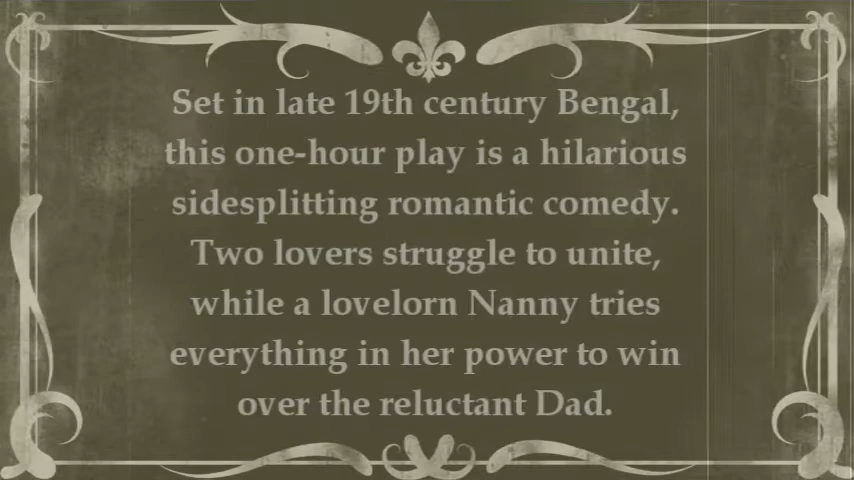 Set in late 19th century Bengal,
this one-hour play is a hilarious
sidesplitting romantic comedy.
Two lovers struggle to unite,
while a lovelorn Nanny tries
everything in her power to win
over the reluctant Dad.